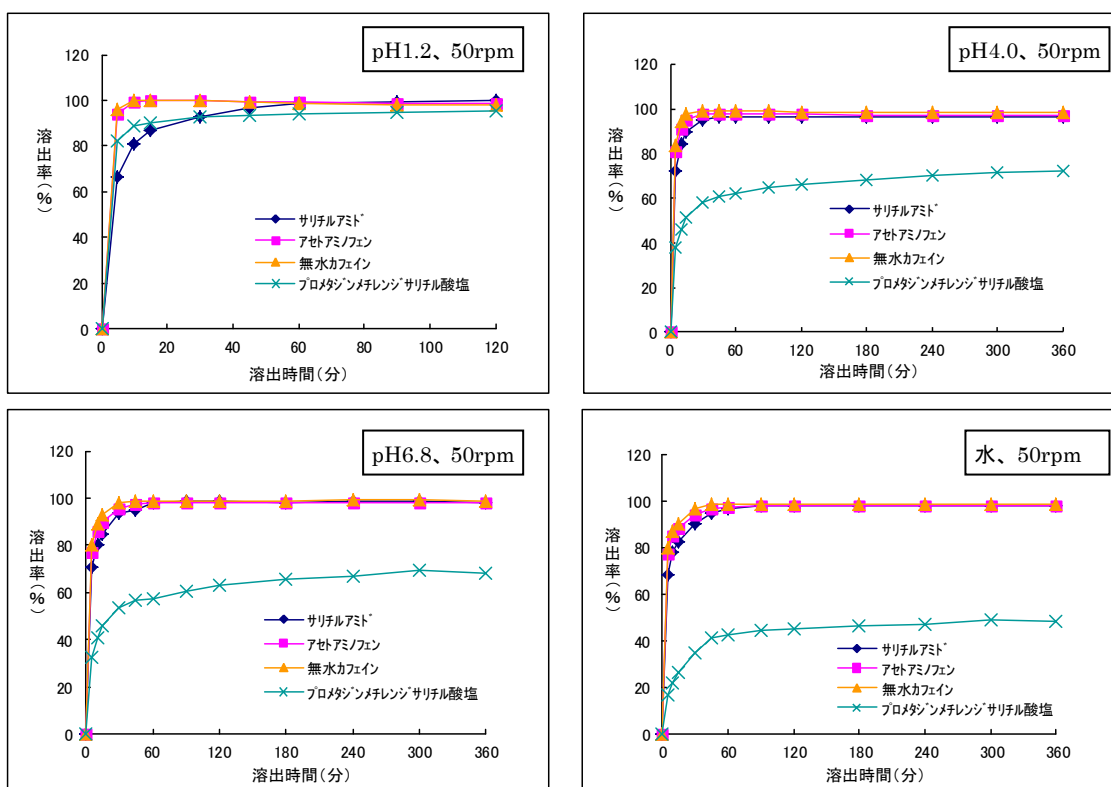 pH1.2、50rpm
120
100
80
60
40
20
0
溶出率(%)
サリチルアミド
アセトアミノフェン
無水カフェイン
プロメタジンメチレンジサリチル酸塩
0 20 40 60 80 100 120
溶出時間(分)
pH4.0、50rpm
120
100
80
60
40
20
0
溶出率(%)
サリチルアミド
アセトアミノフェン
無水カフェイン
プロメタジンメチレンジサリチル酸塩
0 60 120 180 240 300 360
溶出時間(分)
pH6.8、50rpm
120
100
80
60
40
20
0
溶出率(%)
サリチルアミド
アセトアミノフェン
無水カフェイン
プロメタジンメチレンジサリチル酸塩
0 60 120 180 240 300 360
溶出時間(分)
水、50rpm
120
100
80
60
40
20
0
溶出率(%)
サリチルアミド
アセトアミノフェン
無水カフェイン
プロメタジンメチレンジサリチル酸塩
0 60 120 180 240 300 360
溶出時間(分)